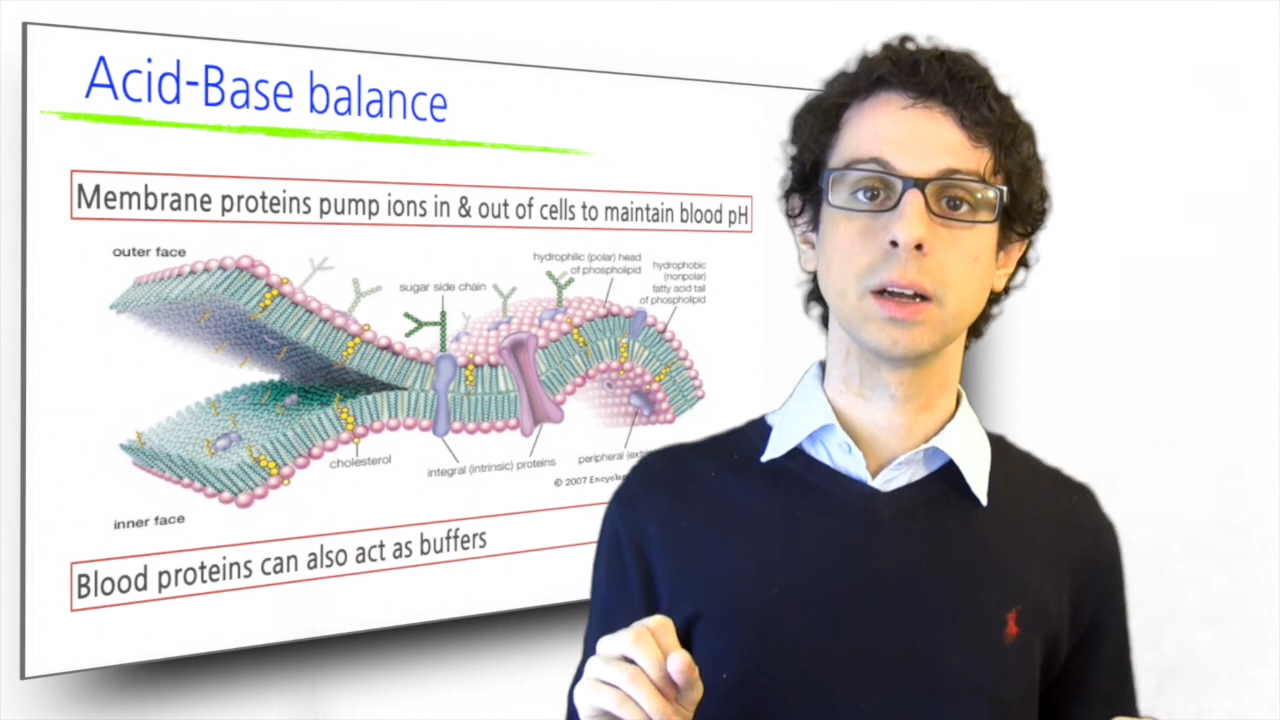 Acid-Base balance
Membrane proteins pump ions in & out of cells to maintain blood pH
outer face
sugar side chain
hydrophilic (polar) head
of phospholipid
hydrophobic
(nonpolar)
fatty acid tail
of phospholipid
cholesterol
integral (intrinsic) proteins
peripheral
© 2007
inner face
Blood proteins can also act as buffers